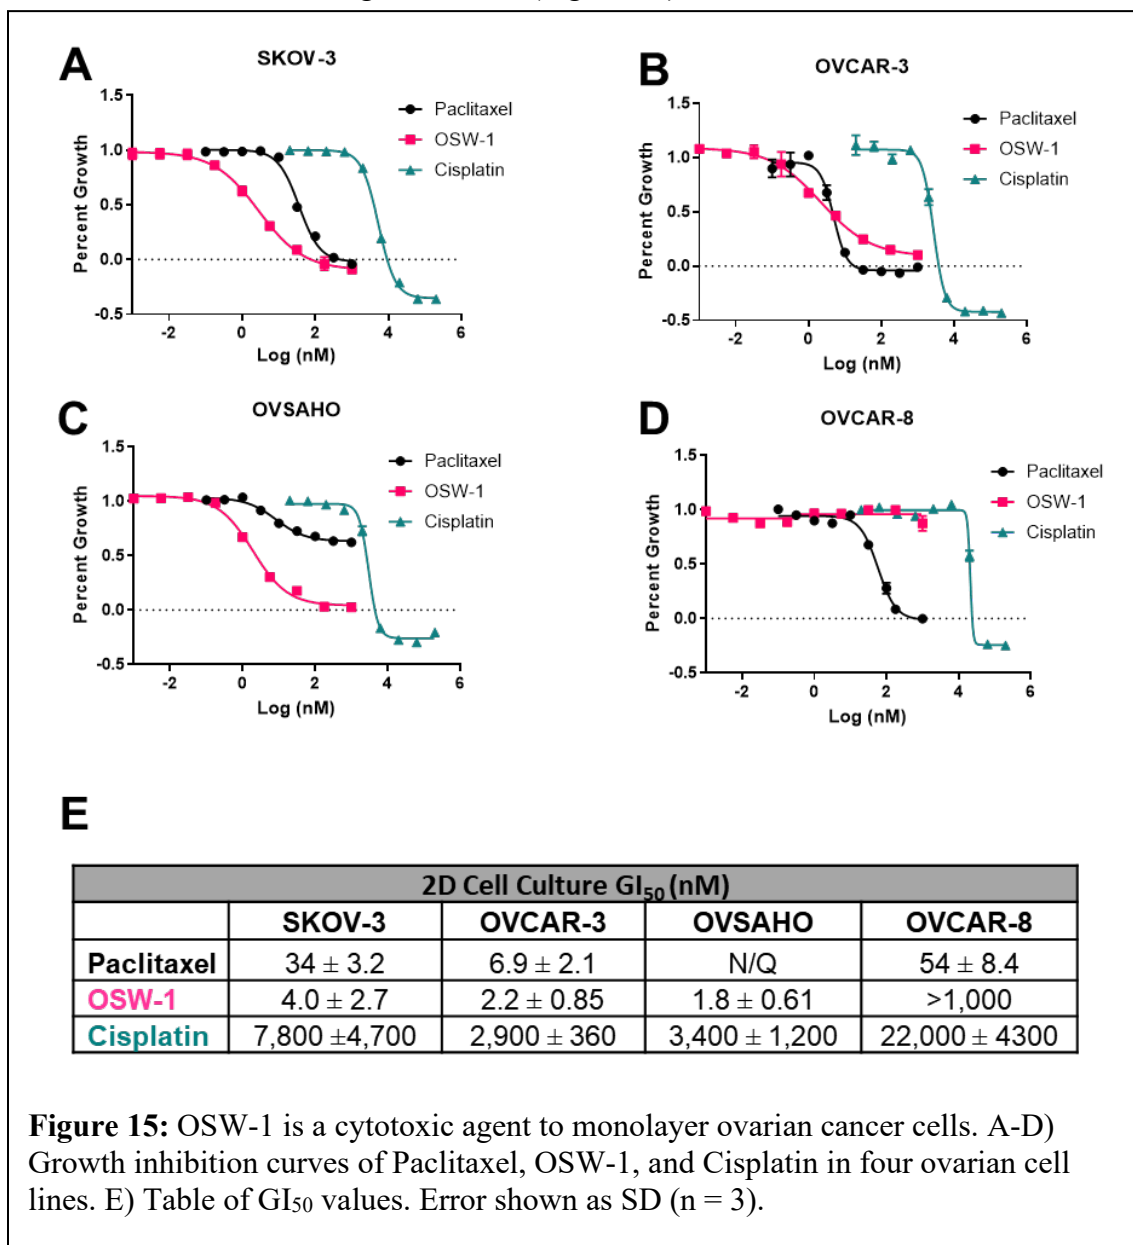 A
SKOV-3
1.5
1.0
0.5
0.0
-0.5
Percent Growth
-2
0
2
4
6
Log (nM)
Paclitaxel
OSW-1
Cisplatin
B
OVCAR-3
1.5
1.0
0.5
0.0
-0.5
Percent Growth
-2
0
2
4
6
Log (nM)
Paclitaxel
OSW-1
Cisplatin
C
OVSAHO
1.5
1.0
0.5
0.0
-0.5
Percent Growth
-2
0
2
4
6
Log (nM)
Paclitaxel
OSW-1
Cisplatin
D
OVCAR-8
1.5
1.0
0.5
0.0
-0.5
Percent Growth
-2
0
2
4
6
Log (nM)
Paclitaxel
OSW-1
Cisplatin
E
2D Cell Culture GI50 (nM)
SKOV-3 OVCAR-3 OVSAHO OVCAR-8
Paclitaxel 34 ± 3.2 6.9 ± 2.1 N/Q 54 ± 8.4
OSW-1 4.0 ± 2.7 2.2 ± 0.85 1.8 ± 0.61 >1,000
Cisplatin 7,800 ±4,700 2,900 ± 360 3,400 ± 1,200 22,000 ± 4300
Figure 15: OSW-1 is a cytotoxic agent to monolayer ovarian cancer cells. A-D)
Growth inhibition curves of Paclitaxel, OSW-1, and Cisplatin in four ovarian cell
lines. E) Table of GI50 values. Error shown as SD (n = 3).